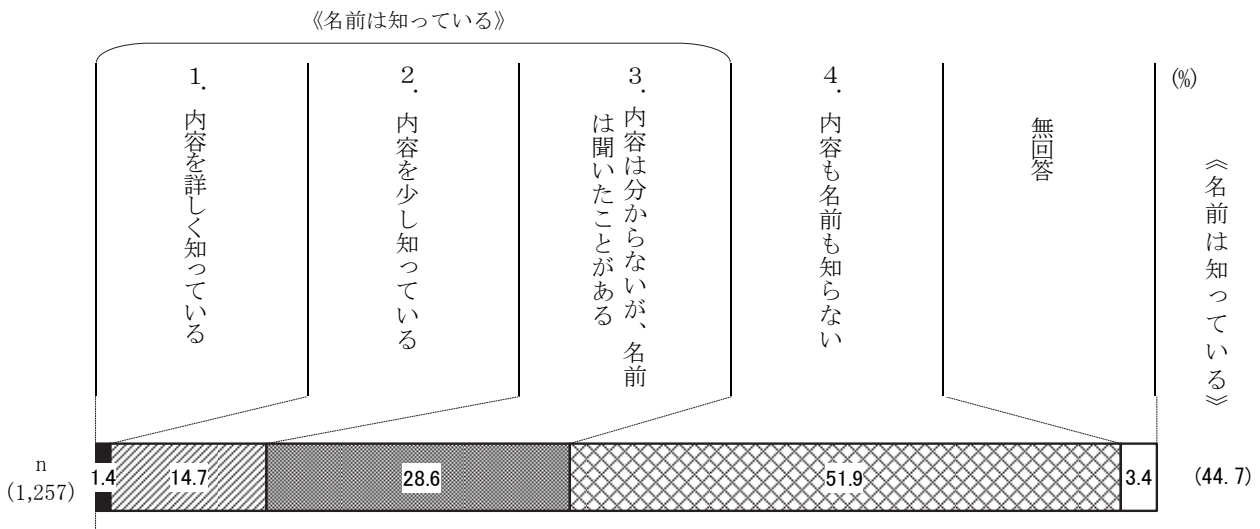 《名前は知っている》
1.内容を詳しく知っている
2.内容を少し知っている
3.内容は分からないが、名前
は聞いたことがある
4.内容も名前も知らない
無回答
(%)
《名前は知っている》
n
(1,257)
1.4
14.7
28.6
51.9
3.4
(44.7)